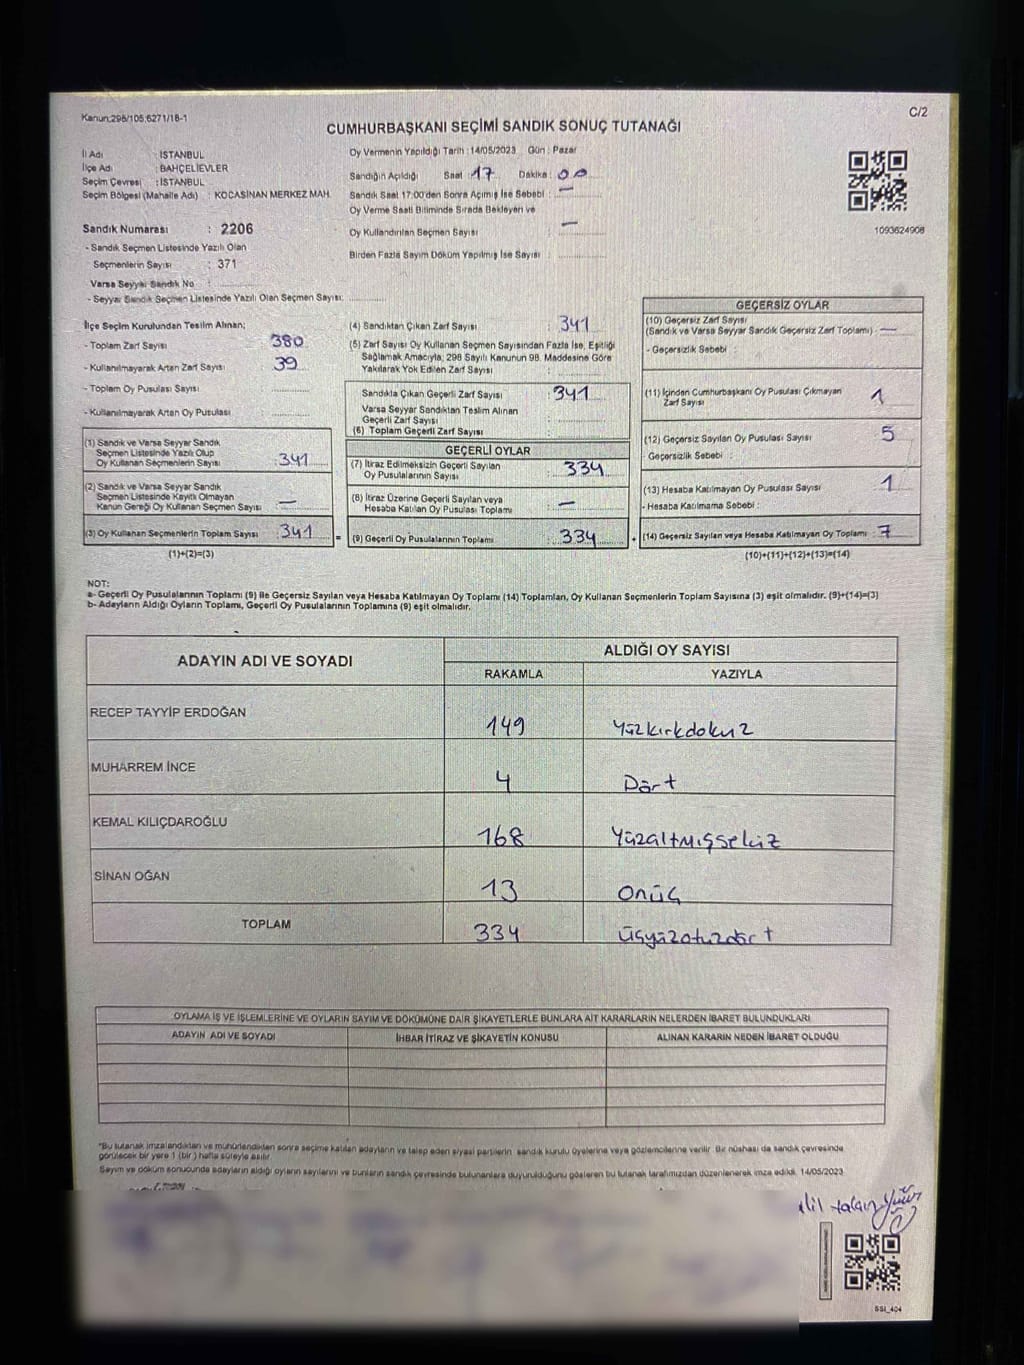 Kanun:298/105;6271/16-1
C/2
CUMHURBAŞKANI SEÇİMİ SANDIK SONUÇ TUTANAĞI
İl Adı : İSTANBUL
İlçe Adı : BAHÇELİEVLER
Seçim Çevresi : İSTANBUL
Seçim Bölgesi (Mahalle Adı) : KOCASİNAN MERKEZ MAH.
Oy Vermenin Yapıldığı Tarih :14/05/2023 Gün : Pazar
Sandığın Açıldığı Saat :17 Dakika : 00
Sandık Saat 17:00'den Sonra Açılmış İse Sebebi : —
Oy Verme Saati Bitiminde Sırada Bekleyen ve
Oy Kullandırılan Seçmen Sayısı : —
Birden Fazla Sayım Döküm Yapılmış İse Sayısı :
1093624908
Sandık Numarası : 2206
- Sandık Seçmen Listesinde Yazılı Olan
Seçmenlerin Sayısı : 371
Varsa Seyyar Sandık No :
- Seyyar Sandık Seçmen Listesinde Yazılı Olan Seçmen Sayısı:
İlçe Seçim Kurulundan Teslim Alınan;
- Toplam Zarf Sayısı : 380
- Kullanılmayarak Artan Zarf Sayısı : 39
- Toplam Oy Pusulası Sayısı :
- Kullanılmayarak Artan Oy Pusulası :
(1) Sandık ve Varsa Seyyar Sandık
Seçmen Listesinde Yazılı Olup
Oy Kullanan Seçmenlerin Sayısı : 341
(2) Sandık ve Varsa Seyyar Sandık
Seçmen Listesinde Kayıtlı Olmayan
Kanun Gereği Oy Kullanan Seçmen Sayısı : —
(3) Oy Kullanan Seçmenlerin Toplam Sayısı : 341
(1)+(2)=(3)
(4) Sandıktan Çıkan Zarf Sayısı : 341
(5) Zarf Sayısı Oy Kullanan Seçmen Sayısından Fazla İse, Eşitliği
Sağlamak Amacıyla, 298 Sayılı Kanunun 98. Maddesine Göre
Yakılarak Yok Edilen Zarf Sayısı :
Sandıkta Çıkan Geçerli Zarf Sayısı : 341
Varsa Seyyar Sandıktan Teslim Alınan
Geçerli Zarf Sayısı :
(6) Toplam Geçerli Zarf Sayısı :
GEÇERLİ OYLAR
(7) İtiraz Edilmeksizin Geçerli Sayılan
Oy Pusulalarının Sayısı : 334
(8) İtiraz Üzerine Geçerli Sayılan veya
Hesaba Katılan Oy Pusulası Toplamı : —
= (9) Geçerli Oy Pusulalarının Toplamı : 334
GEÇERSİZ OYLAR
(10) Geçersiz Zarf Sayısı
(Sandık ve Varsa Seyyar Sandık Geçersiz Zarf Toplamı) : —
- Geçersizlik Sebebi :
(11) İçinden Cumhurbaşkanı Oy Pusulası Çıkmayan
Zarf Sayısı : 1
(12) Geçersiz Sayılan Oy Pusulası Sayısı : 5
- Geçersizlik Sebebi :
(13) Hesaba Katılmayan Oy Pusulası Sayısı : 1
- Hesaba Katılmama Sebebi :
+ (14) Geçersiz Sayılan veya Hesaba Katılmayan Oy Toplamı : 7
(10)+(11)+(12)+(13)=(14)
NOT:
a- Geçerli Oy Pusulalarının Toplamı (9) ile Geçersiz Sayılan veya Hesaba Katılmayan Oy Toplamı (14) Toplamları, Oy Kullanan Seçmenlerin Toplam Sayısına (3) eşit olmalıdır. (9)+(14)=(3)
b- Adayların Aldığı Oyların Toplamı, Geçerli Oy Pusulalarının Toplamına (9) eşit olmalıdır.
ADAYIN ADI VE SOYADI
ALDIĞI OY SAYISI
RAKAMLA YAZIYLA
RECEP TAYYİP ERDOĞAN 149 Yüzkırkdokuz
MUHARREM İNCE 4 Dört
KEMAL KILIÇDAROĞLU 168 Yüzaltmışsekiz
SİNAN OĞAN 13 Onüç
TOPLAM 334 Üçyüzotuzdört
OYLAMA İŞ VE İŞLEMLERİNE VE OYLARIN SAYIM VE DÖKÜMÜNE DAİR ŞİKAYETLERLE BUNLARA AİT KARARLARIN NELERDEN İBARET BULUNDUKLARI
ADAYIN ADI VE SOYADI İHBAR İTİRAZ VE ŞİKAYETİN KONUSU ALINAN KARARIN NEDEN İBARET OLDUĞU
*Bu tutanak imzalandıktan ve mühürlendikten sonra seçime katılan adayların ve talep eden siyasi partilerin sandık kurulu üyelerine veya gözlemcilerine verilir. Bir nüshası da sandık çevresinde
görülecek bir yere 1 (bir) hafta süreyle asılır.
Sayım ve döküm sonucunda adayların aldığı oyların sayılarını ve bunların sandık çevresinde bulunanlara duyurulduğunu gösteren bu tutanak tarafımızdan düzenlenerek imza edildi. 14/05/2023
SSI_404